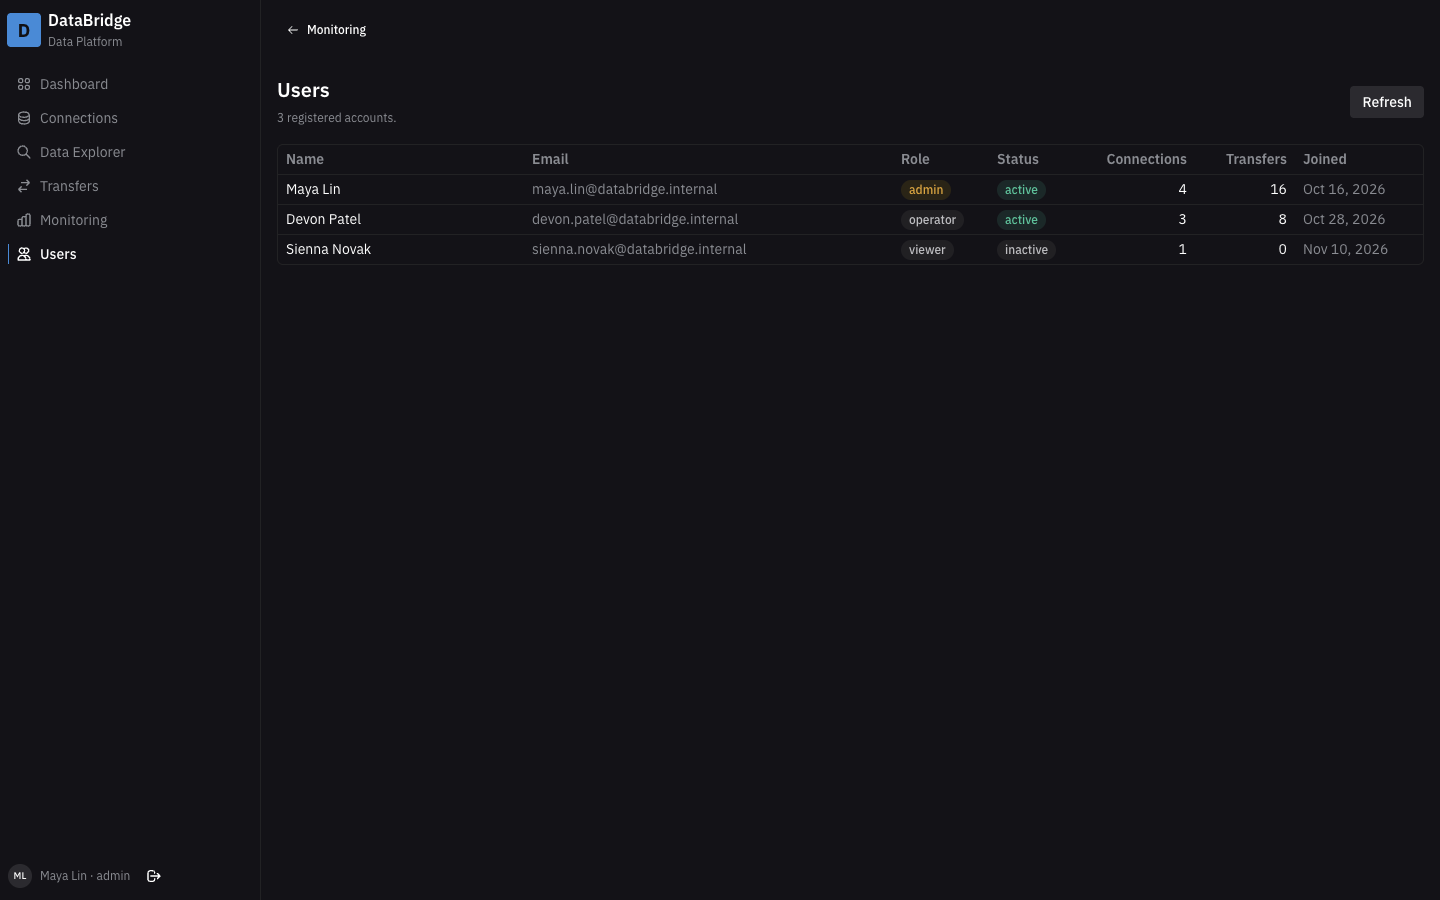 D
DataBridge
Data Platform
Dashboard
Connections
Data Explorer
Transfers
Monitoring
Users
ML
Maya Lin · admin
← Monitoring
Users
3 registered accounts.
Refresh
Name Email Role Status Connections Transfers Joined
Maya Lin maya.lin@databridge.internal admin active 4 16 Oct 16, 2026
Devon Patel devon.patel@databridge.internal operator active 3 8 Oct 28, 2026
Sienna Novak sienna.novak@databridge.internal viewer inactive 1 0 Nov 10, 2026